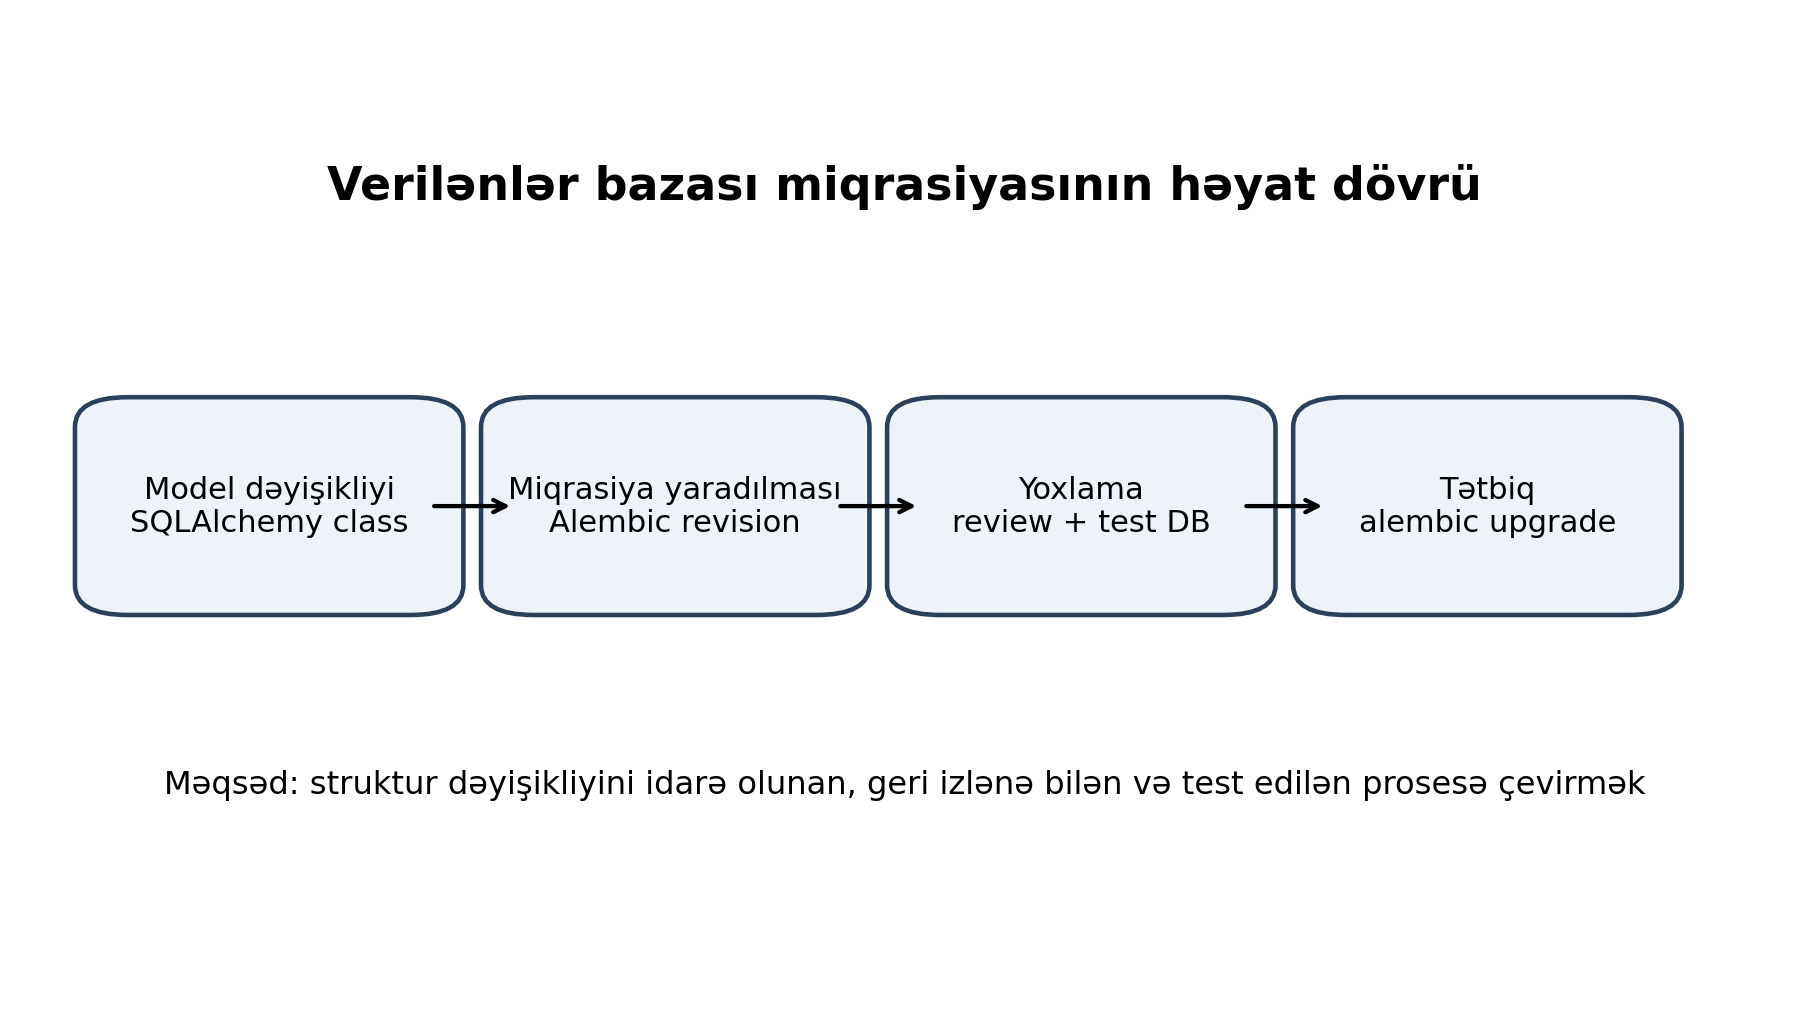 Verilənlər bazası miqrasiyasının həyat dövrü
Model dəyişikliyi
SQLAlchemy class
Miqrasiya yaradılması
Alembic revision
Yoxlama
review + test DB
Tətbiq
alembic upgrade
Məqsəd: struktur dəyişikliyini idarə olunan, geri izlənə bilən və test edilən prosesə çevirmək